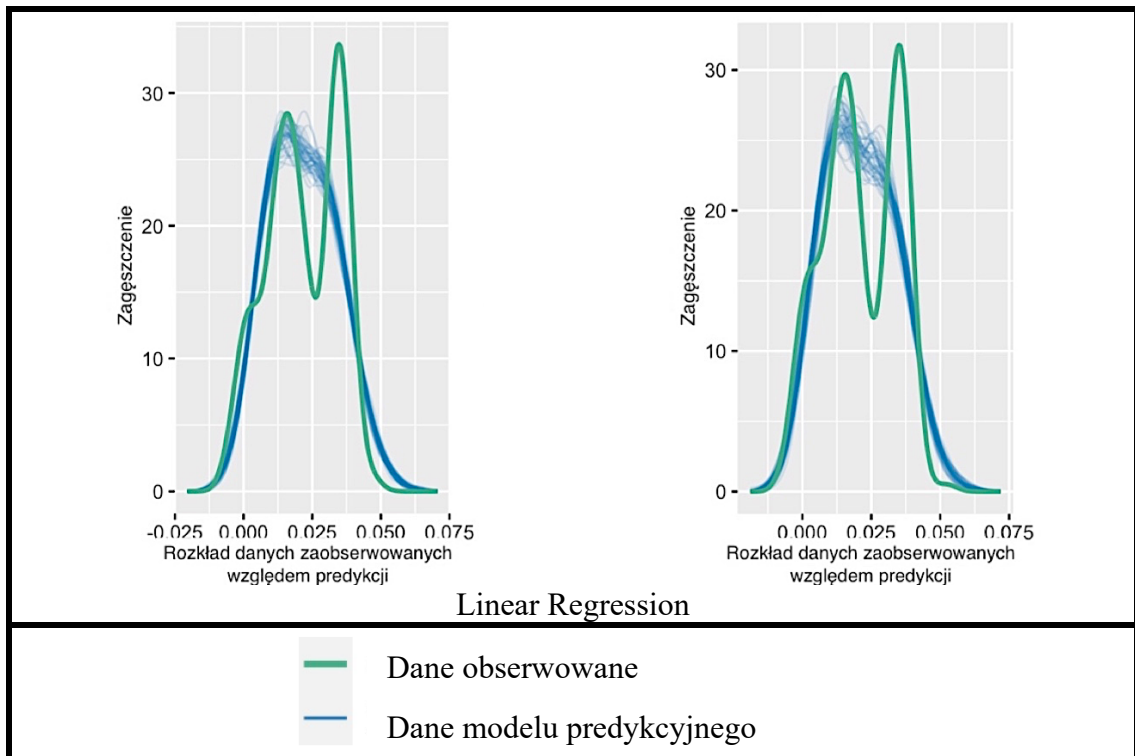 30
20
10
0
Zagęszczenie
-0.025 0.000 0.025 0.050 0.075
Rozkład danych zaobserwowanych
względem predykcji
30
20
10
0
Zagęszczenie
0.000 0.025 0.050 0.075
Rozkład danych zaobserwowanych
względem predykcji
Linear Regression
Dane obserwowane
Dane modelu predykcyjnego